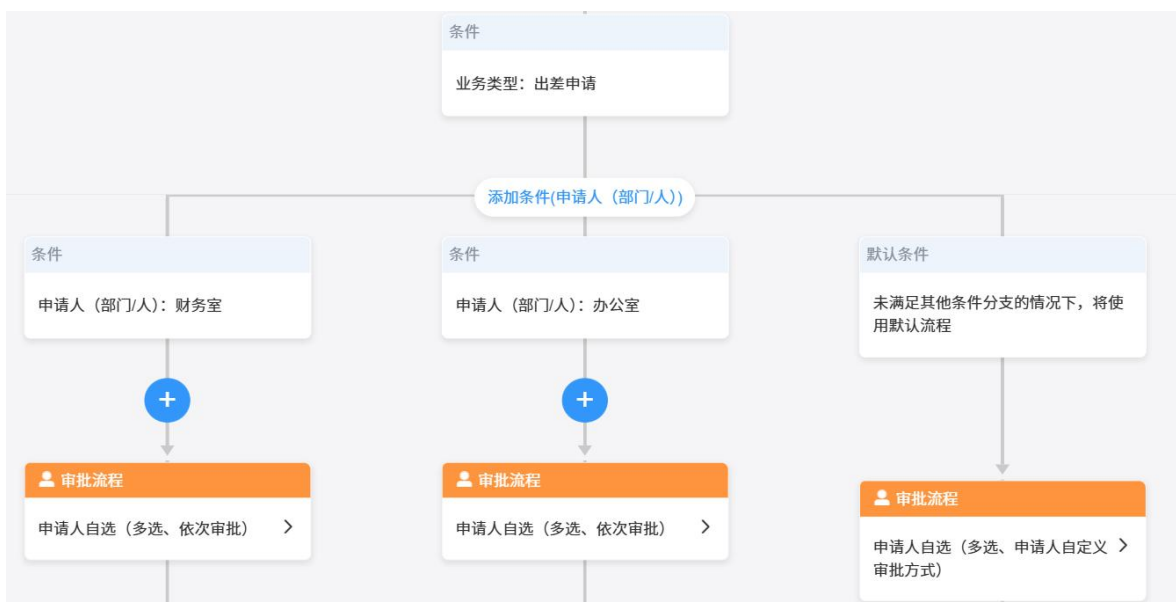 条件
业务类型：出差申请
添加条件(申请人（部门/人）)
条件
申请人（部门/人）：财务室
条件
申请人（部门/人）：办公室
默认条件
未满足其他条件分支的情况下，将使
用默认流程
审批流程
申请人自选（多选、依次审批）
审批流程
申请人自选（多选、依次审批）
审批流程
申请人自选（多选、申请人自定义
审批方式）